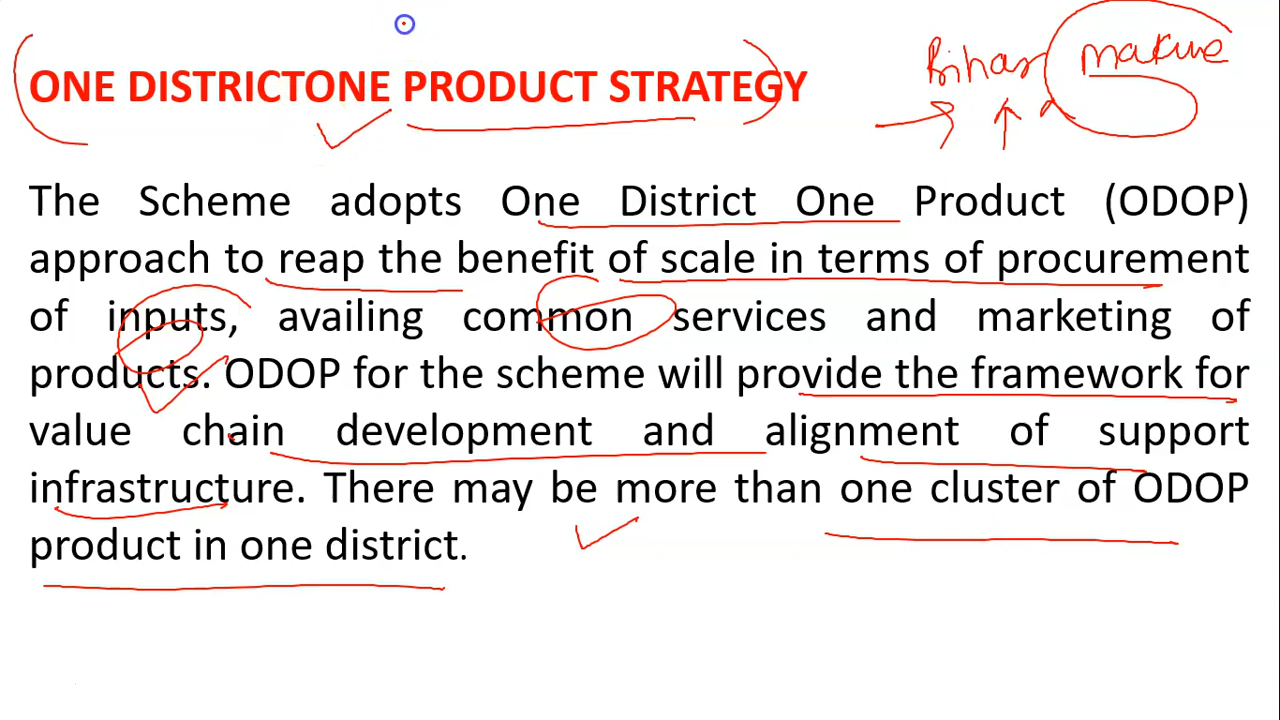 Bihar makue
ONE DISTRICTONE PRODUCT STRATEGY
The Scheme adopts One District One Product (ODOP)
approach to reap the benefit of scale in terms of procurement
of inputs, availing common services and marketing of
products. ODOP for the scheme will provide the framework for
value chain development and alignment of support
infrastructure. There may be more than one cluster of ODOP
product in one district.